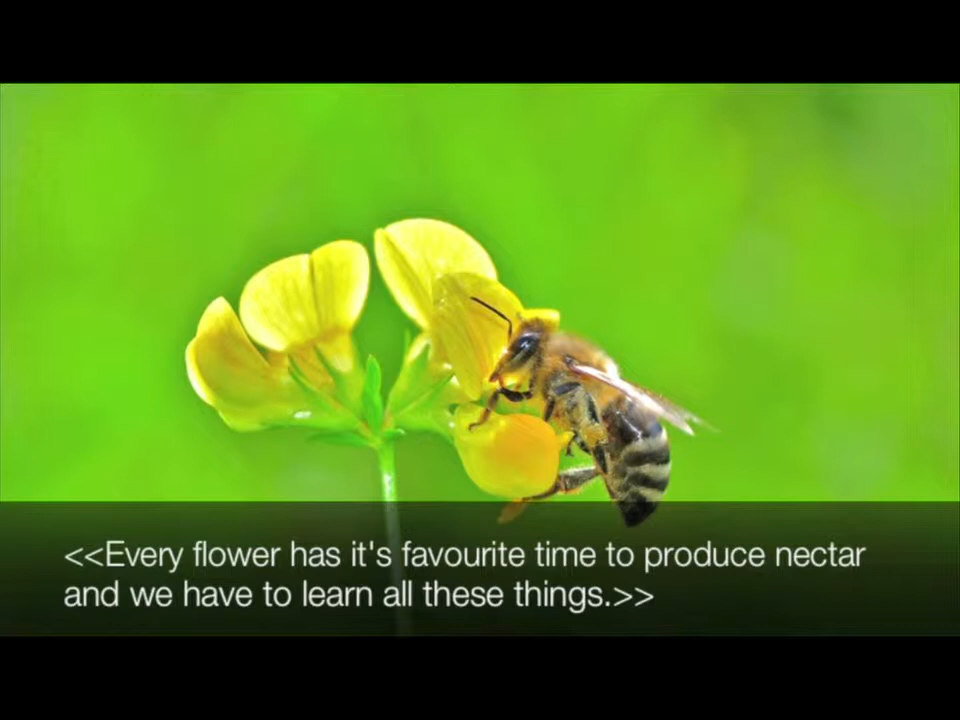 <<Every flower has it's favourite time to produce nectar
and we have to learn all these things.>>